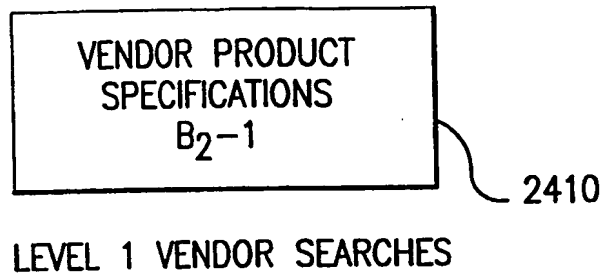 VENDOR PRODUCT
SPECIFICATIONS
B₂-1
2410
LEVEL 1 VENDOR SEARCHES